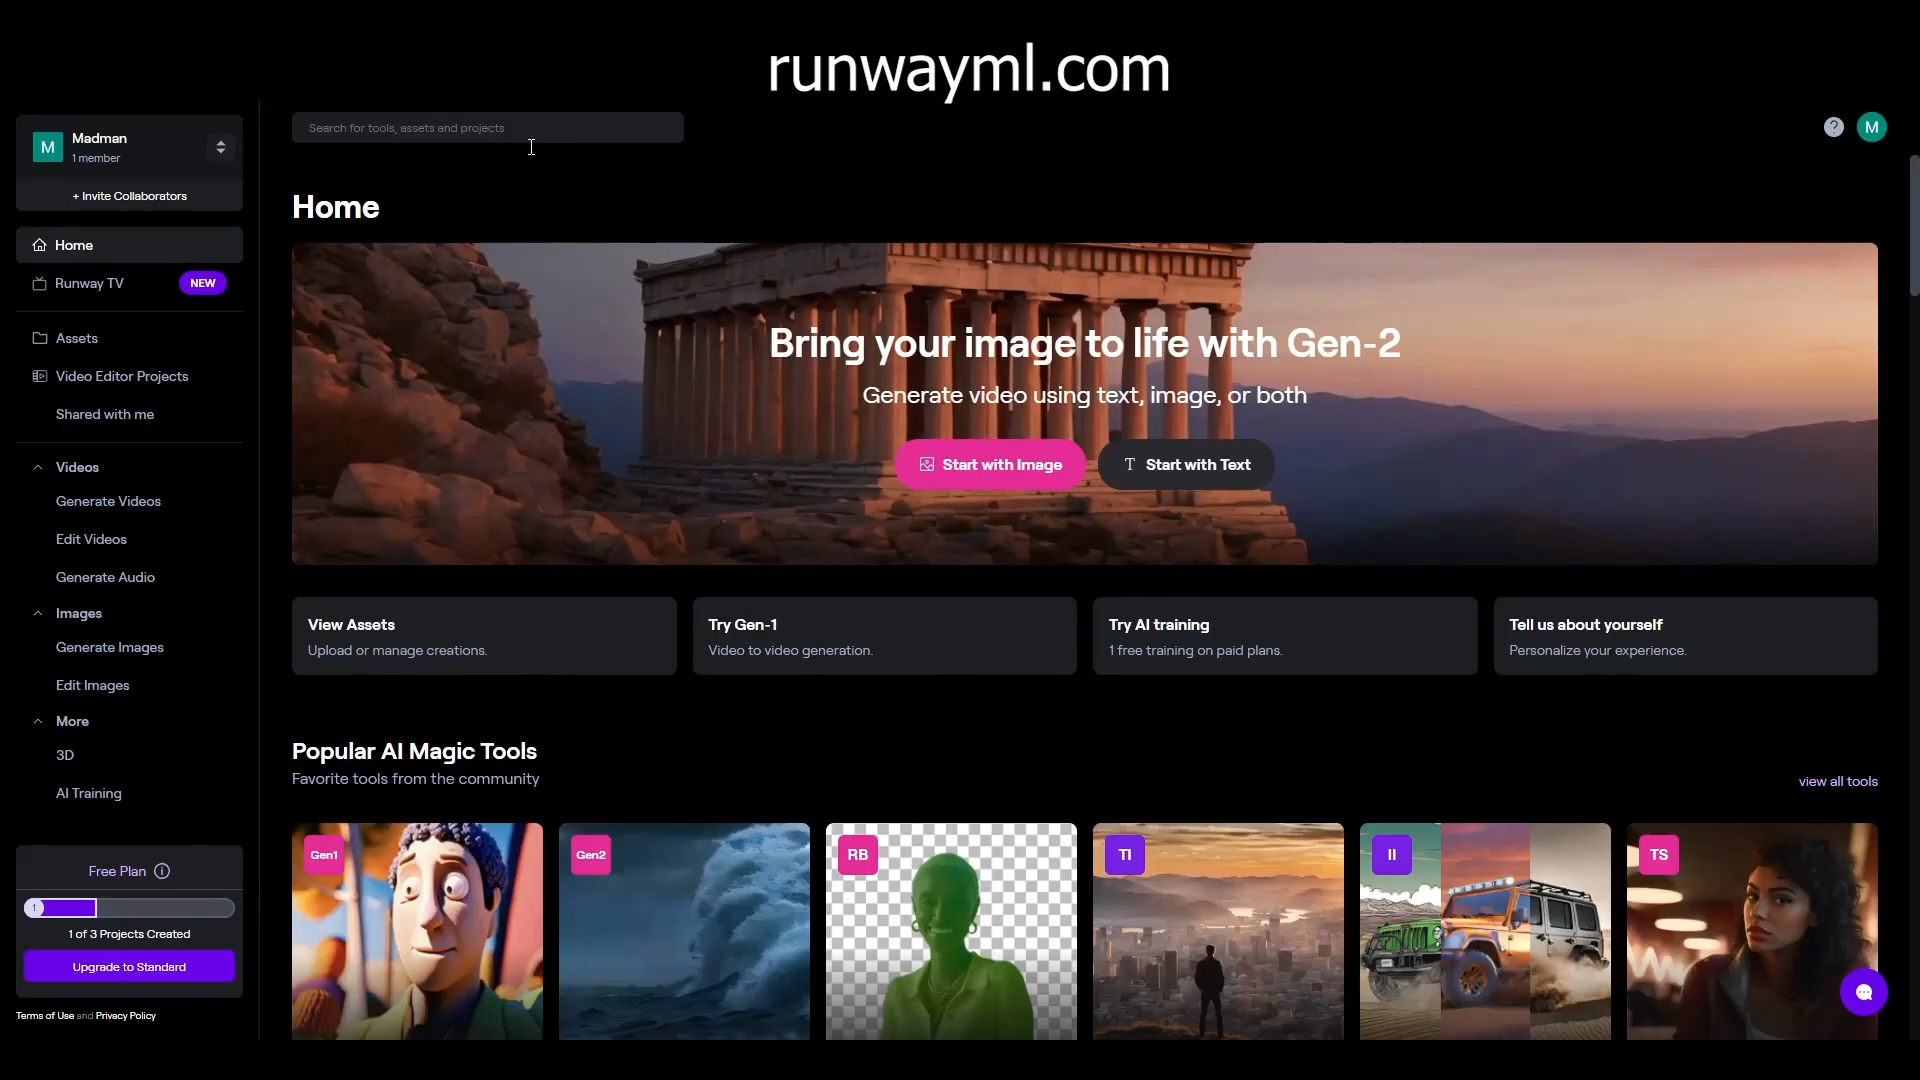 runwayml.com
M
Madman
1 member
+ Invite Collaborators
Search for tools, assets and projects
?
M
Home
Runway TV
NEW
Assets
Video Editor Projects
Shared with me
Videos
Generate Videos
Edit Videos
Generate Audio
Images
Generate Images
Edit Images
More
3D
AI Training
Free Plan
1
1 of 3 Projects Created
Upgrade to Standard
Terms of Use and Privacy Policy
Home
Bring your image to life with Gen-2
Generate video using text, image, or both
Start with Image
T Start with Text
View Assets
Upload or manage creations.
Try Gen-1
Video to video generation.
Try AI training
1 free training on paid plans.
Tell us about yourself
Personalize your experience.
Popular AI Magic Tools
Favorite tools from the community
view all tools
Gen1
Gen2
RB
TI
II
TS